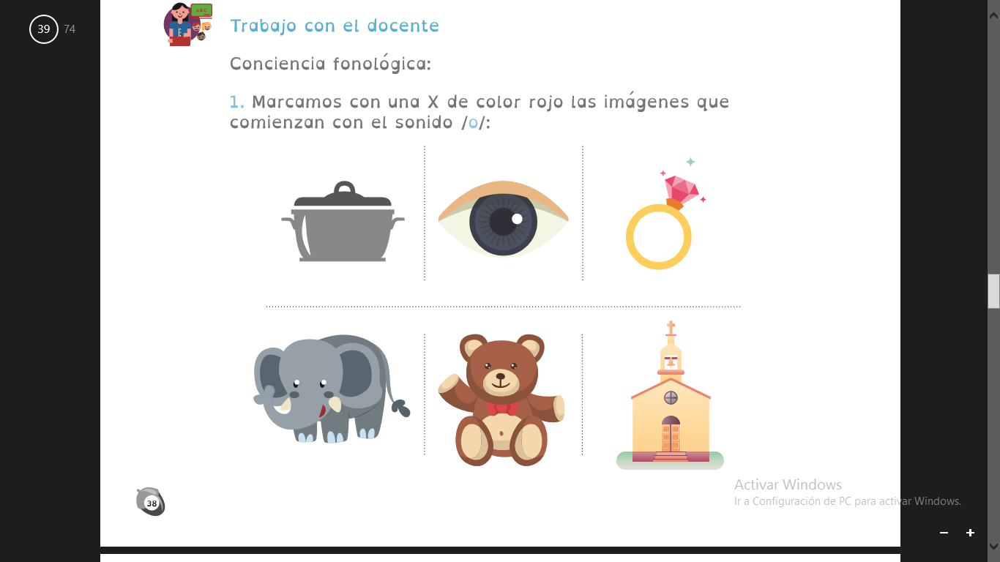 39 74
ABC
Trabajo con el docente
Conciencia fonológica:
1. Marcamos con una X de color rojo las imágenes que
comienzan con el sonido /o/:
38
Activar Windows
Ir a Configuración de PC para activar Windows.